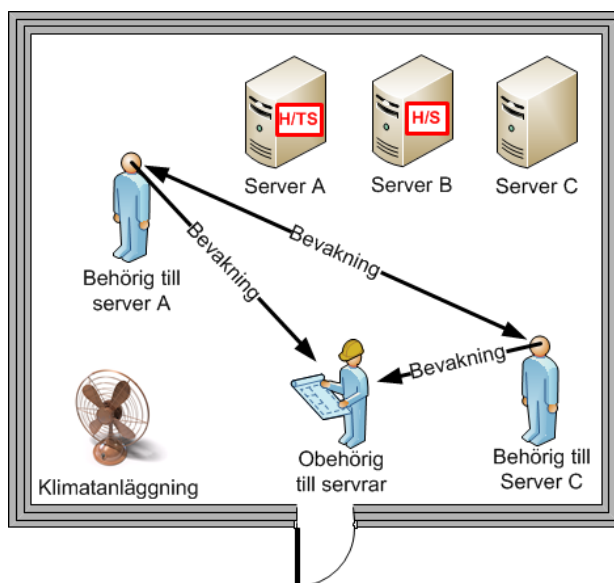 H/TS
H/S
Server A
Server B
Server C
Bevakning
Bevakning
Behörig till
server A
Bevakning
Klimatanläggning
Obehörig
till servrar
Behörig till
Server C